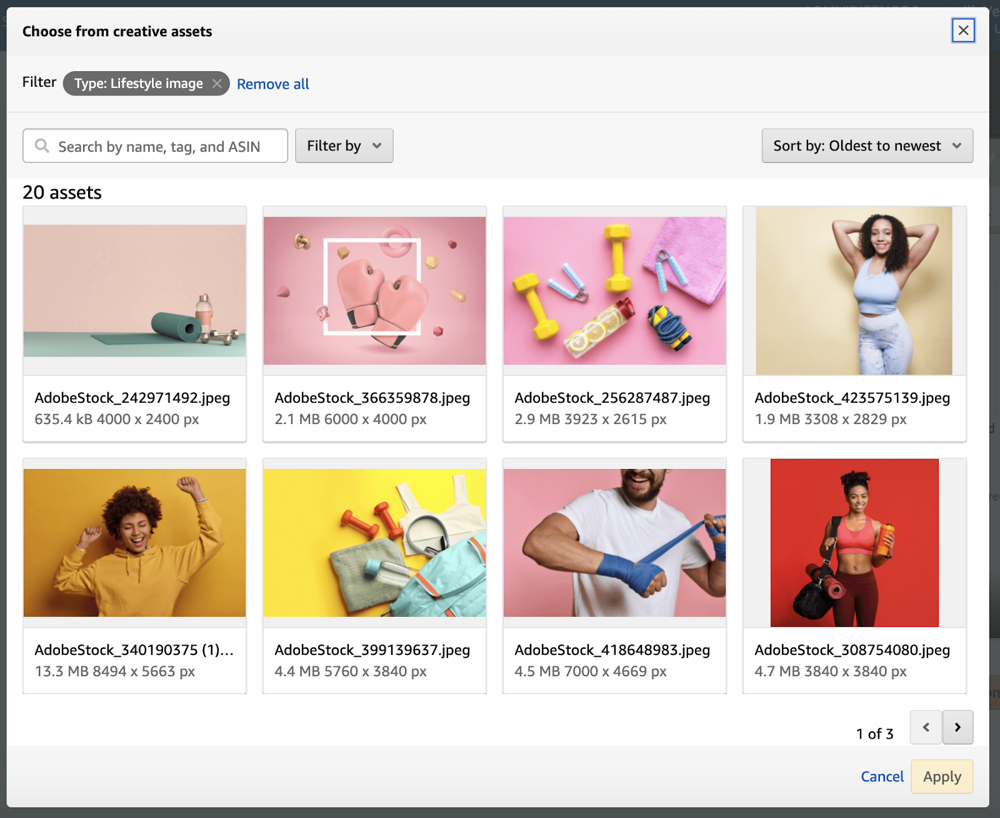 Choose from creative assets
Filter Type: Lifestyle image Remove all
Search by name, tag, and ASIN Filter by Sort by: Oldest to newest
20 assets
AdobeStock_242971492.jpeg AdobeStock_366359878.jpeg AdobeStock_256287487.jpeg AdobeStock_423575139.jpeg
635.4 kB 4000 x 2400 px 2.1 MB 6000 x 4000 px 2.9 MB 3923 x 2615 px 1.9 MB 3308 x 2829 px
AdobeStock_340190375 (1)... AdobeStock_399139637.jpeg AdobeStock_418648983.jpeg AdobeStock_308754080.jpeg
13.3 MB 8494 x 5663 px 4.4 MB 5760 x 3840 px 4.5 MB 7000 x 4669 px 4.7 MB 3840 x 3840 px
1 of 3
Cancel Apply